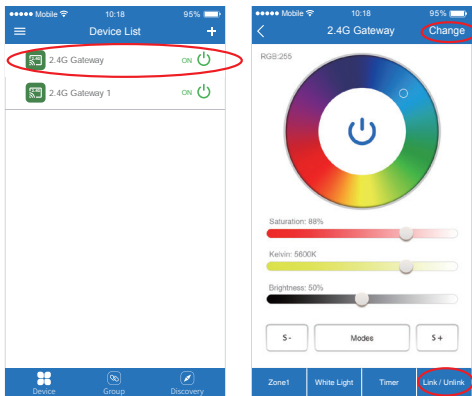 Mobile 10:18 95%
Device List +
2.4G Gateway ON
2.4G Gateway 1 ON
Device Group Discovery
Mobile 10:18 95%
2.4G Gateway Change
RGB:255
Saturation: 88%
Kelvin: 5600K
Brightness: 50%
S - Modes S +
Zone1 White Light Timer Link / Unlink